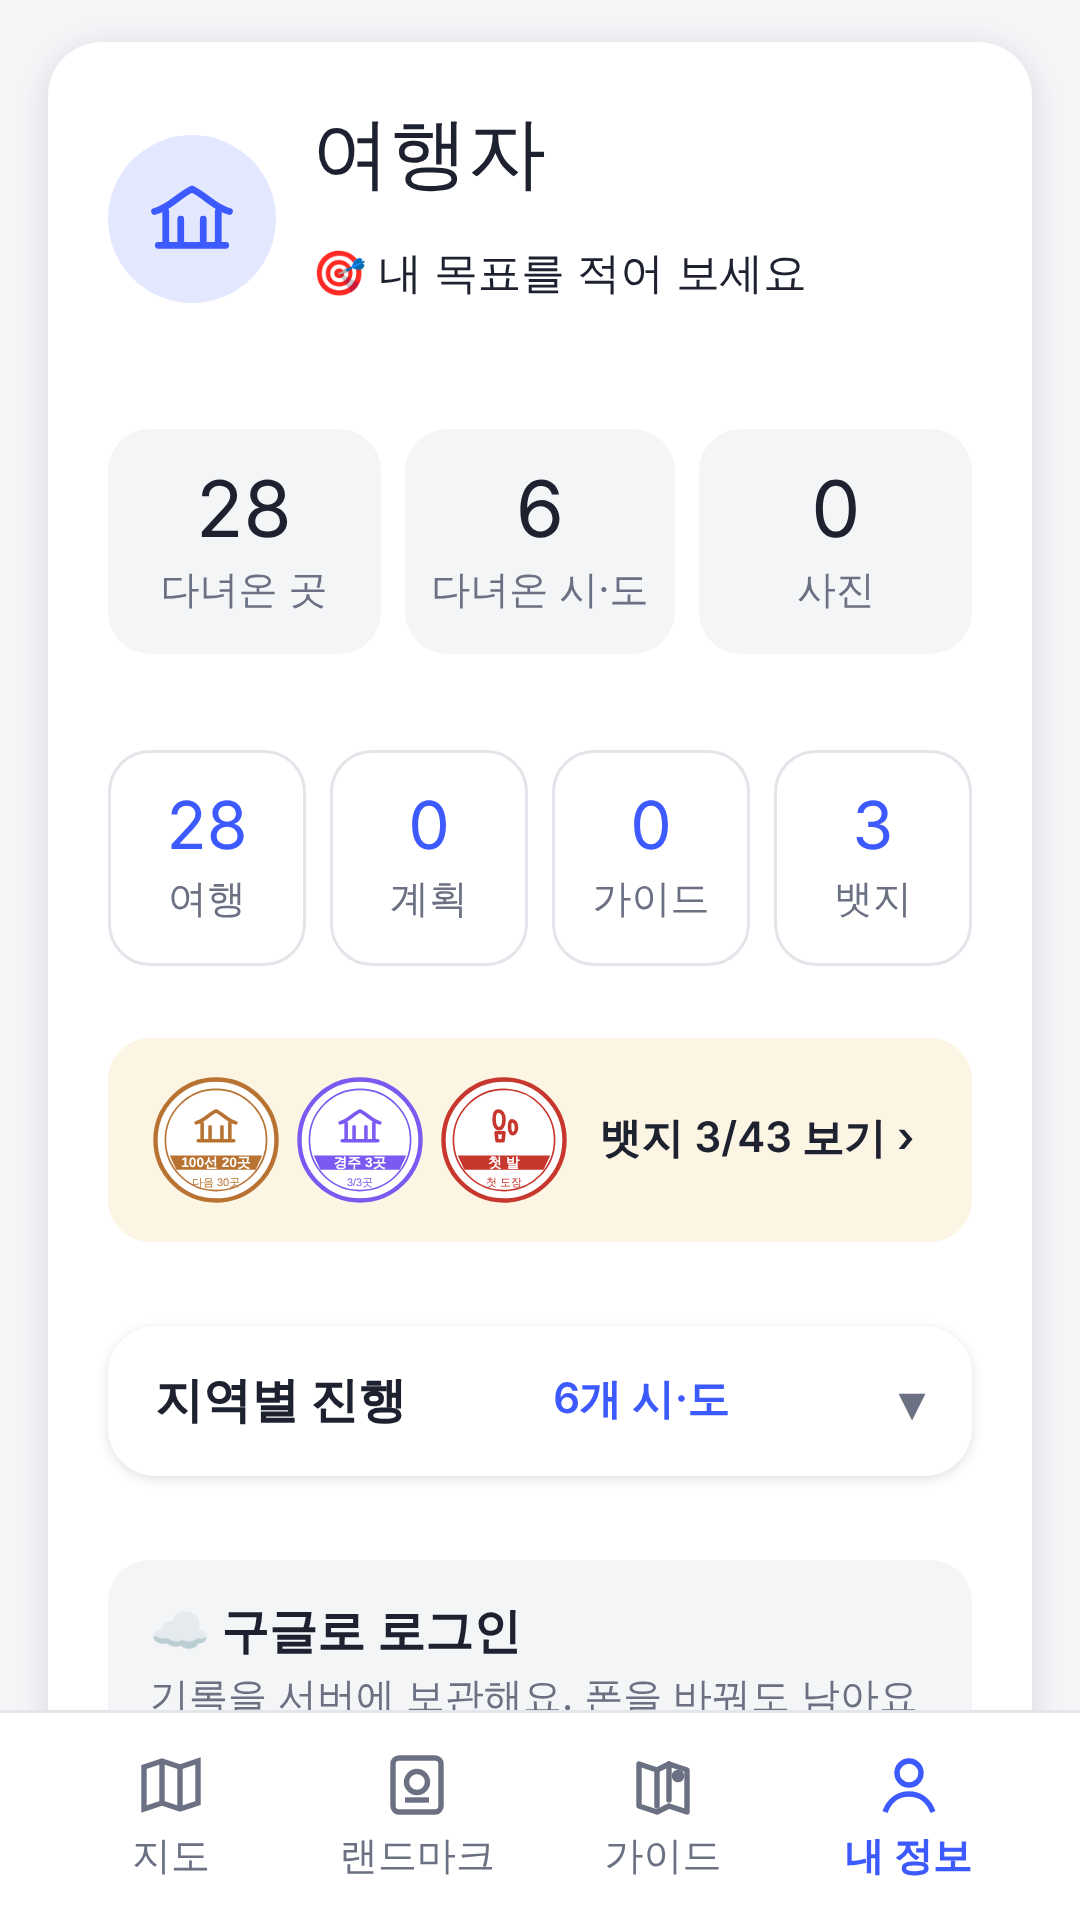 여행자
🎯 내 목표를 적어 보세요
28
다녀온 곳
6
다녀온 시·도
0
사진
28
여행
0
계획
0
가이드
3
뱃지
100선 20곳
다음 30곳
경주 3곳
3/3곳
첫 발
첫 도장
뱃지 3/43 보기 ›
지역별 진행
6개 시·도
▼
☁️ 구글로 로그인
기록을 서버에 보관해요. 폰을 바꿔도 남아요
지도
랜드마크
가이드
내 정보